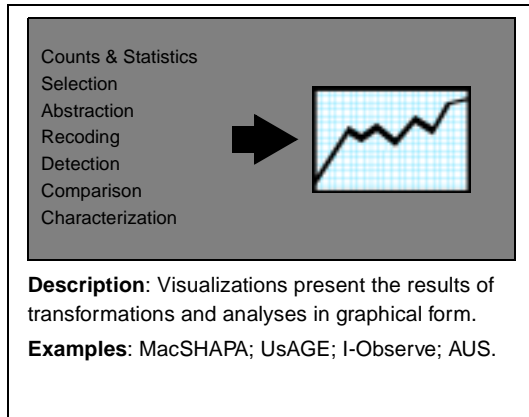 Counts & Statistics
Selection
Abstraction
Recoding
Detection
Comparison
Characterization
Description: Visualizations present the results of
transformations and analyses in graphical form.
Examples: MacSHAPA; UsAGE; I-Observe; AUS.